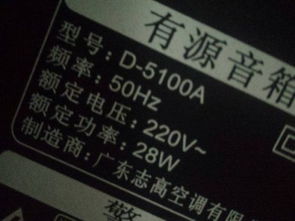 有源音箱
型号: D-5100A
频率: 50Hz
额定电压: 220V~
额定功率: 28W
制造商: 广东志高空调有限
警